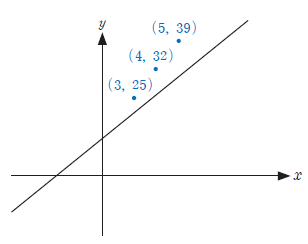 y
(5, 39)
(4, 32)
(3, 25)
x